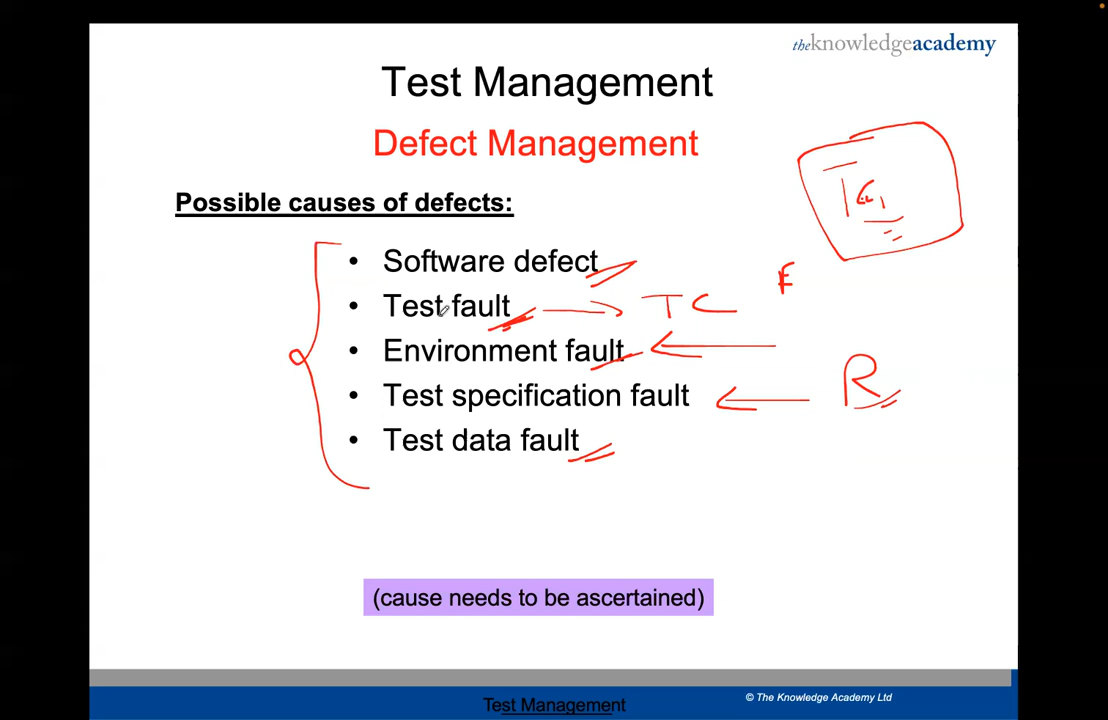 theknowledgeacademy
Test Management
Defect Management
Possible causes of defects:
• Software defect
• Test fault
TC
• Environment fault
• Test specification fault
R
• Test data fault
(cause needs to be ascertained)
Test Management
© The Knowledge Academy Ltd